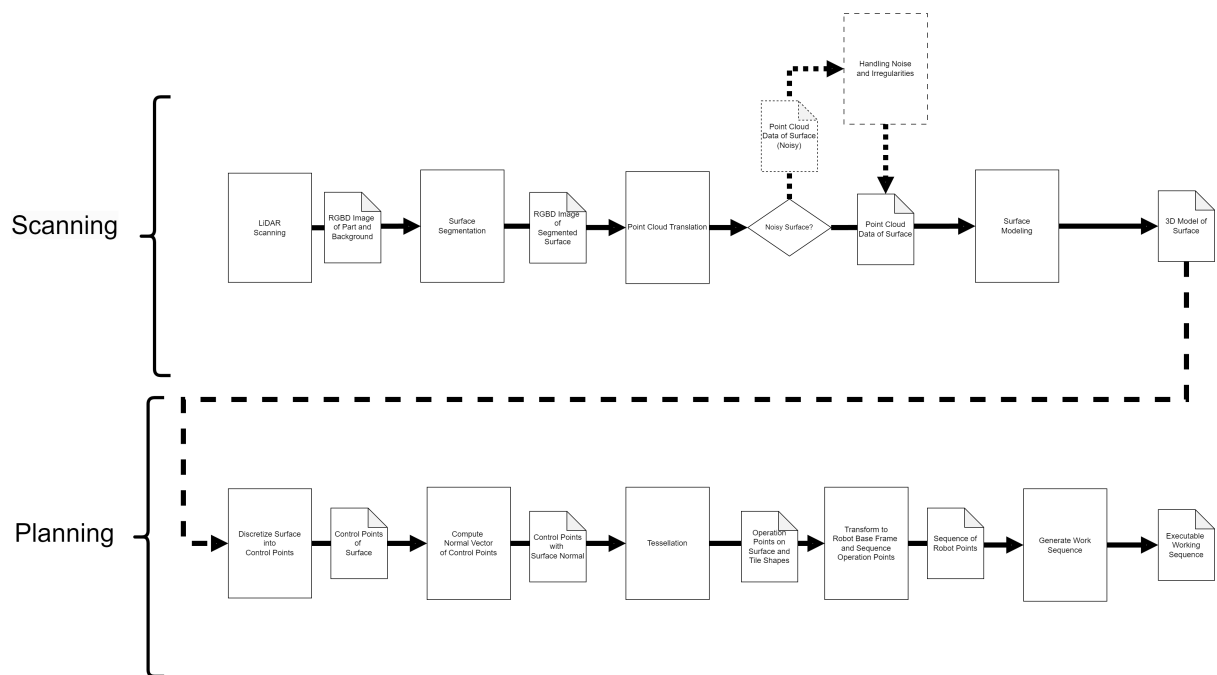 Scanning
LiDAR
Scanning
RGBD Image
of Part and
Background
Surface
Segmentation
RGBD Image
of
Segmented
Surface
Point Cloud Translation
Noisy Surface?
Point Cloud
Data of Surface
(Noisy)
Handling Noise
and Irregularities
Point Cloud
Data of Surface
Surface
Modeling
3D Model of
Surface
Planning
Discretize Surface
into
Control Points
Control Points
of
Surface
Compute
Normal Vector
of Control Points
Control Points
with
Surface Normal
Tessellation
Operation
Points on
Surface and
Tile Shapes
Transform to
Robot Base Frame
and Sequence
Operation Points
Sequence of
Robot Points
Generate Work
Sequence
Executable
Working
Sequence